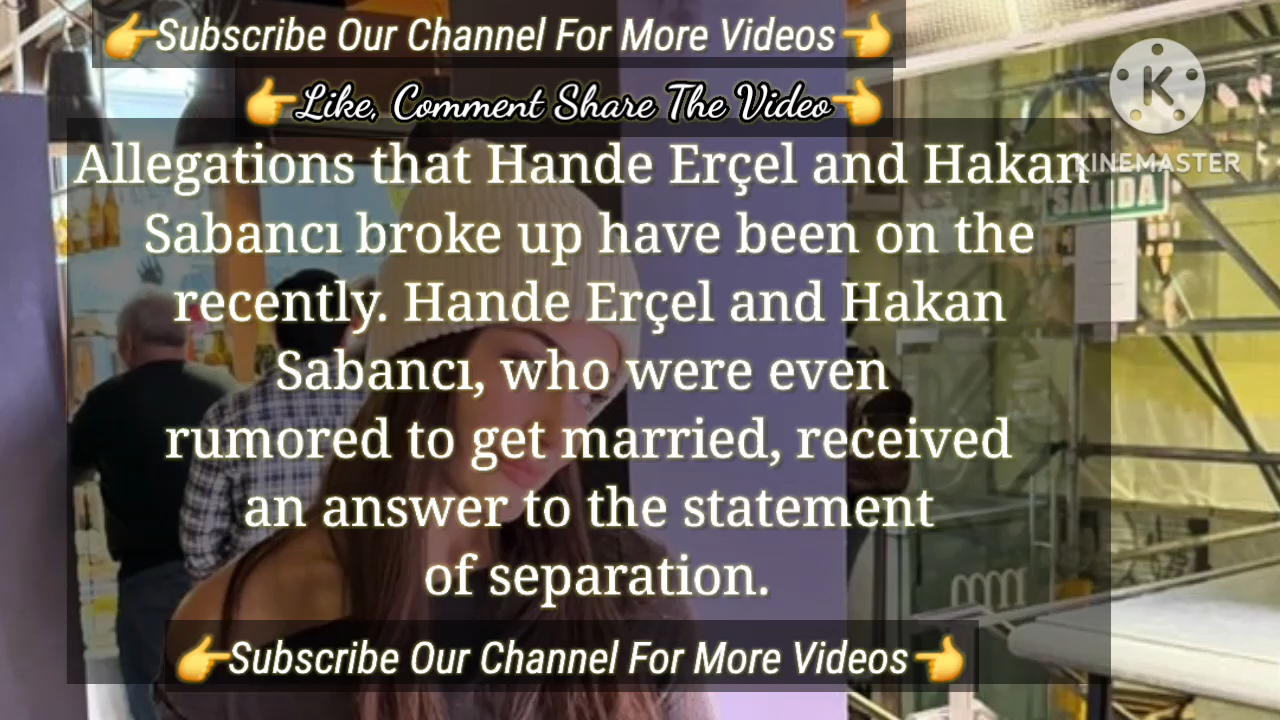 👉Subscribe Our Channel For More Videos👈
👉Like, Comment Share The Video👈
Allegations that Hande Erçel and Hakan
Sabancı broke up have been on the
recently. Hande Erçel and Hakan
Sabancı, who were even
rumored to get married, received
an answer to the statement
of separation.
👉Subscribe Our Channel For More Videos👈
K
KINEMASTER
SALIDA